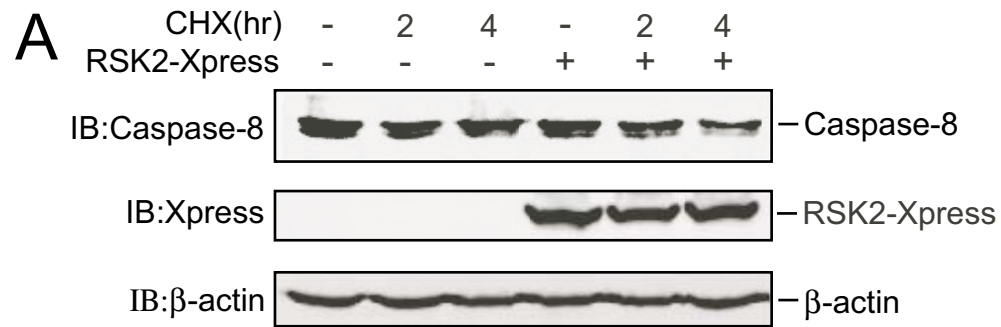 A
CHX(hr) - 2 4 - 2 4
RSK2-Xpress - - - + + +
IB:Caspase-8 Caspase-8
IB:Xpress RSK2-Xpress
IB:β-actin β-actin